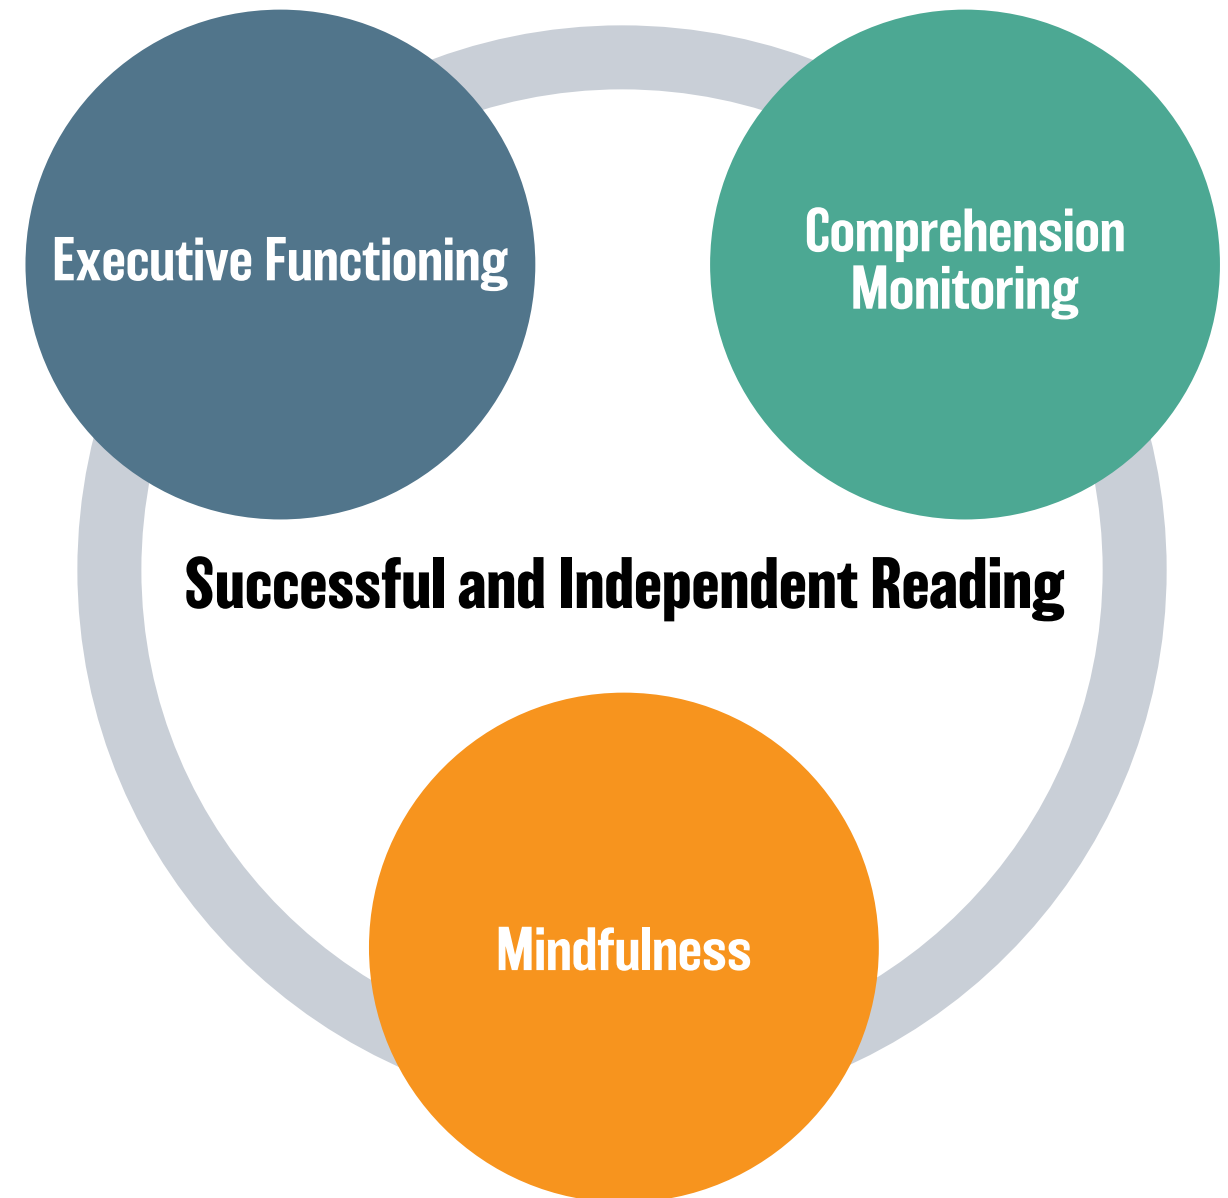 Executive Functioning
Comprehension
Monitoring
Successful and Independent Reading
Mindfulness